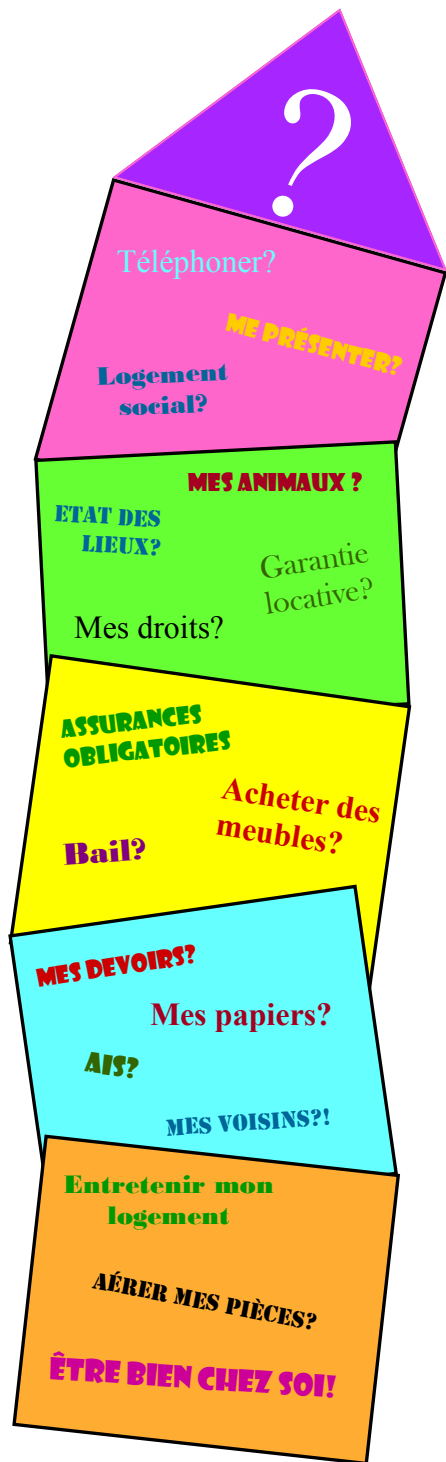 ?
Téléphoner?
ME PRÉSENTER?
Logement
social?
MES ANIMAUX ?
ETAT DES
LIEUX?
Garantie
locative?
Mes droits?
ASSURANCES
OBLIGATOIRES
Acheter des
meubles?
Bail?
MES DEVOIRS?
Mes papiers?
AIS?
MES VOISINS?!
Entretenir mon
logement
AÉRER MES PIÈCES?
ÊTRE BIEN CHEZ SOI!